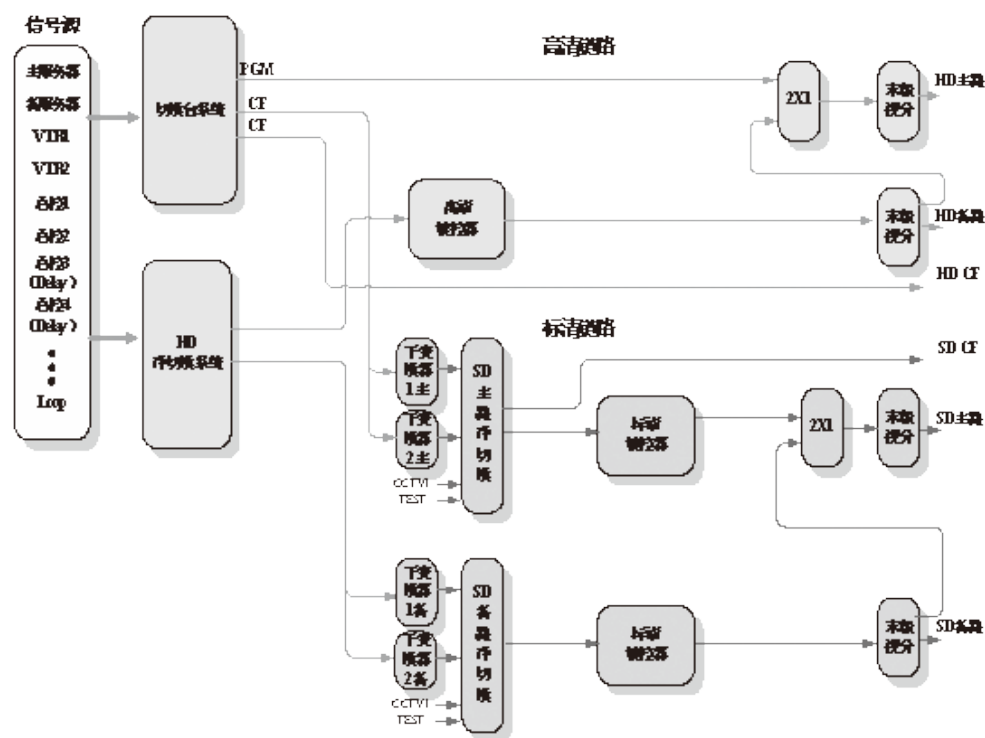 信号源
主服务器
备服务器
VTR1
VTR2
总控1
总控2
总控3
(Delay)
总控4
(Delay)
Loop
切换台系统
PGM
CF
CF
HD
净切换系统
高清通路
高清
键控器
2X1
末级
视分
HD主路
末级
视分
HD备路
HD CF
标清通路
SD CF
下变
换器
1主
下变
换器
2主
CCTV1
TEST
SD
主
路
净
切
换
标清
键控器
2X1
末级
视分
SD主路
下变
换器
1备
下变
换器
2备
CCTV1
TEST
SD
备
路
净
切
换
标清
键控器
末级
视分
SD备路